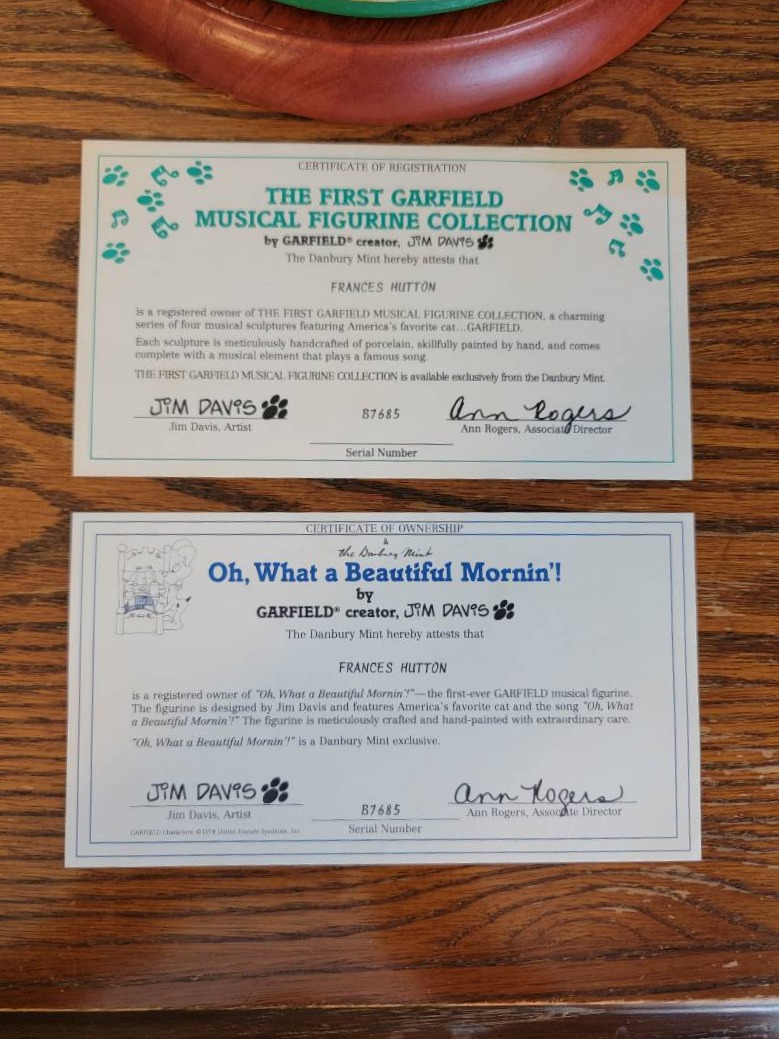 CERTIFICATE OF REGISTRATION
THE FIRST GARFIELD
MUSICAL FIGURINE COLLECTION
by GARFIELD® creator, JIM DAVIS
The Danbury Mint hereby attests that
FRANCES HUTTON
is a registered owner of THE FIRST GARFIELD MUSICAL FIGURINE COLLECTION, a charming
series of four musical sculptures featuring America's favorite cat...GARFIELD.
Each sculpture is meticulously handcrafted of porcelain, skillfully painted by hand, and comes
complete with a musical element that plays a famous song.
THE FIRST GARFIELD MUSICAL FIGURINE COLLECTION is available exclusively from the Danbury Mint.
JIM DAVIS
Jim Davis, Artist
B7685
Serial Number
Ann Rogers
Ann Rogers, Associate Director
CERTIFICATE OF OWNERSHIP
the Danbury Mint
Oh, What a Beautiful Mornin'!
by
GARFIELD® creator, JIM DAVIS
The Danbury Mint hereby attests that
FRANCES HUTTON
is a registered owner of "Oh, What a Beautiful Mornin'!"—the first-ever GARFIELD musical figurine.
The figurine is designed by Jim Davis and features America's favorite cat and the song "Oh, What
a Beautiful Mornin'!" The figurine is meticulously crafted and hand-painted with extraordinary care.
"Oh, What a Beautiful Mornin'!" is a Danbury Mint exclusive.
JIM DAVIS
Jim Davis, Artist
B7685
Serial Number
Ann Rogers
Ann Rogers, Associate Director
GARFIELD Characters: © 1978 United Feature Syndicate, Inc.